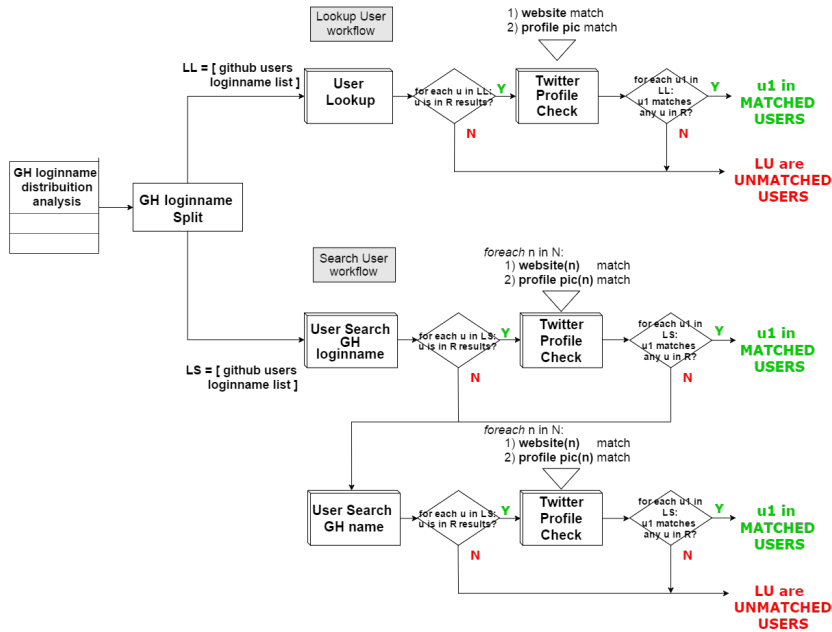 Lookup User
workflow
1) website match
2) profile pic match
LL = [ github users
loginname list ]
User
Lookup
for each u in LL:
u is in R results?
Y
N
Twitter
Profile
Check
for each u1 in
LL:
u1 matches
any u in R?
Y
N
u1 in
MATCHED
USERS
LU are
UNMATCHED
USERS
GH loginname
distribuition
analysis
GH loginname
Split
Search User
workflow
foreach n in N:
1) website(n) match
2) profile pic(n) match
LS = [ github users
loginname list ]
User Search
GH
loginname
for each u in LS:
u is in R results?
Y
N
Twitter
Profile
Check
for each u1 in
LS:
u1 matches
any u in R?
Y
N
u1 in
MATCHED
USERS
foreach n in N:
1) website(n) match
2) profile pic(n) match
User Search
GH name
for each u in LS:
u is in R results?
Y
N
Twitter
Profile
Check
for each u1 in
LS:
u1 matches
any u in R?
Y
N
u1 in
MATCHED
USERS
LU are
UNMATCHED
USERS